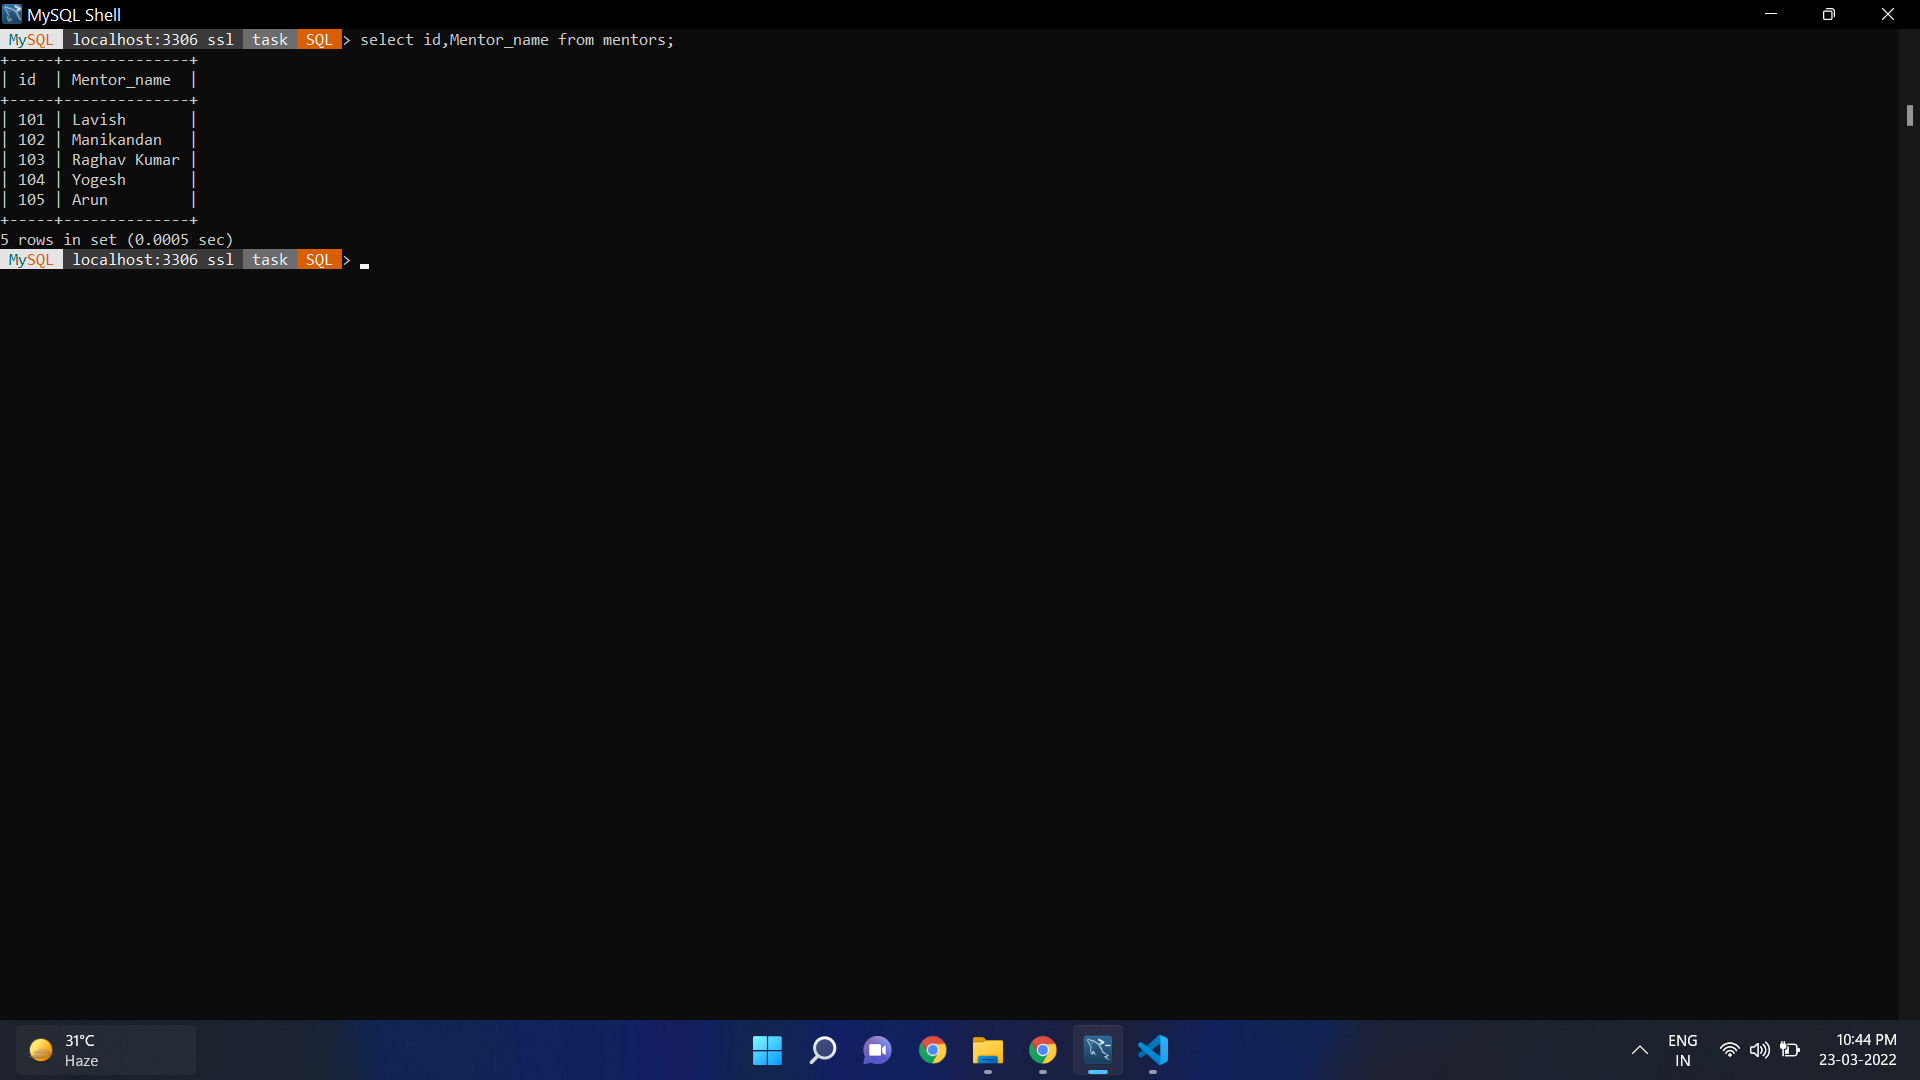 MySQL Shell
MySQL localhost:3306 ssl task SQL > select id,Mentor_name from mentors;
+-----+--------------+
| id  | Mentor_name  |
+-----+--------------+
| 101 | Lavish       |
| 102 | Manikandan   |
| 103 | Raghav Kumar |
| 104 | Yogesh       |
| 105 | Arun         |
+-----+--------------+
5 rows in set (0.0005 sec)
MySQL localhost:3306 ssl task SQL > _
31°C
Haze
ENG
IN
10:44 PM
23-03-2022